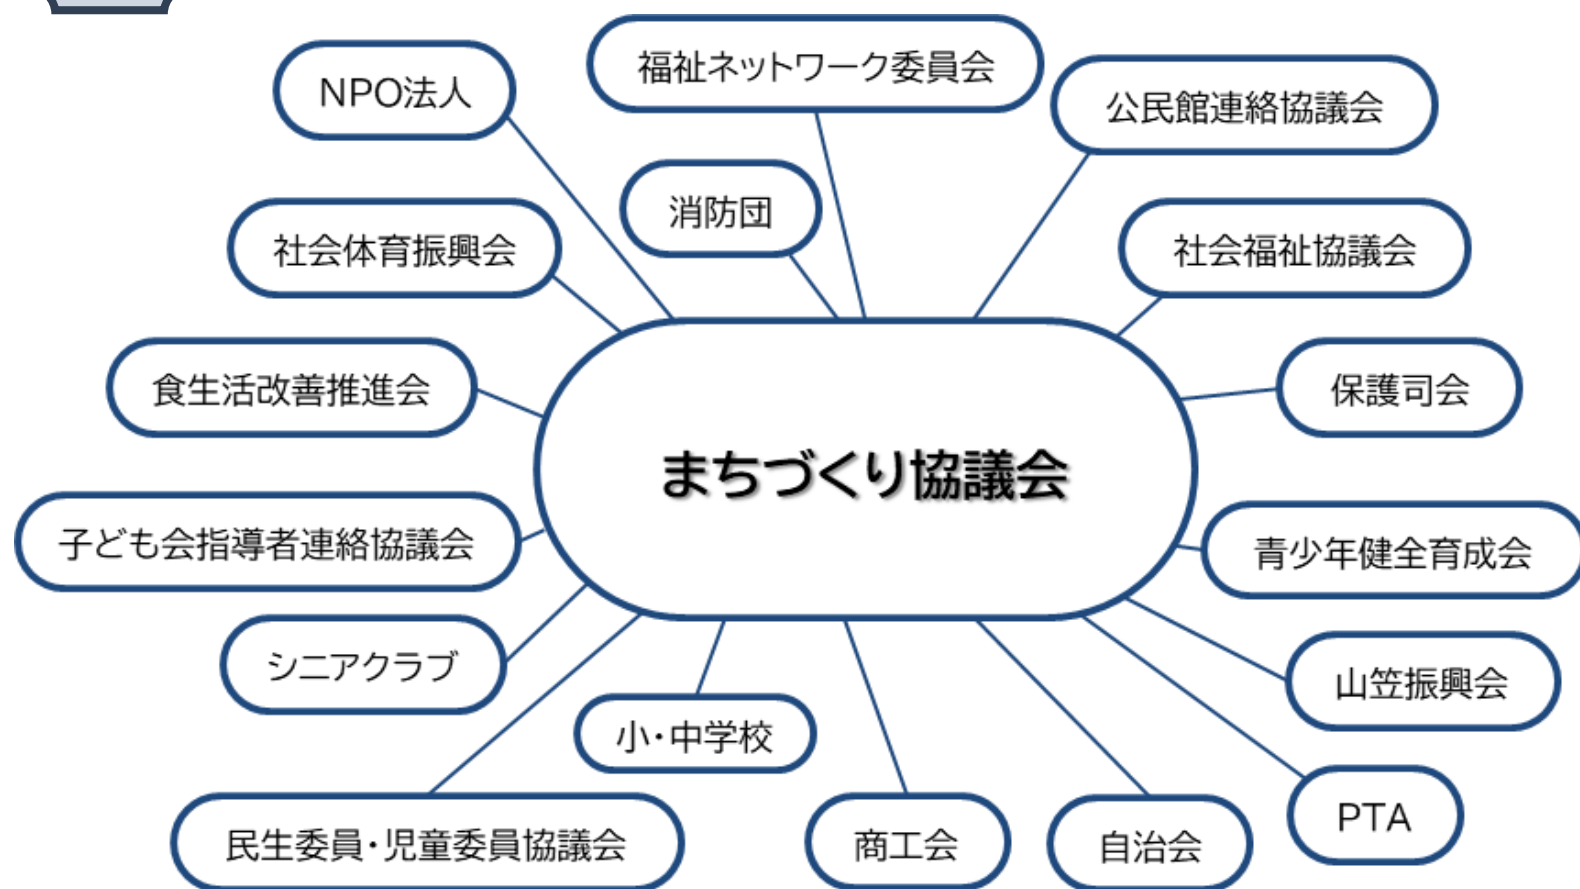 福祉ネットワーク委員会
NPO法人
公民館連絡協議会
消防団
社会体育振興会
社会福祉協議会
食生活改善推進会
保護司会
まちづくり協議会
子ども会指導者連絡協議会
青少年健全育成会
シニアクラブ
山笠振興会
小・中学校
PTA
民生委員・児童委員協議会
商工会
自治会